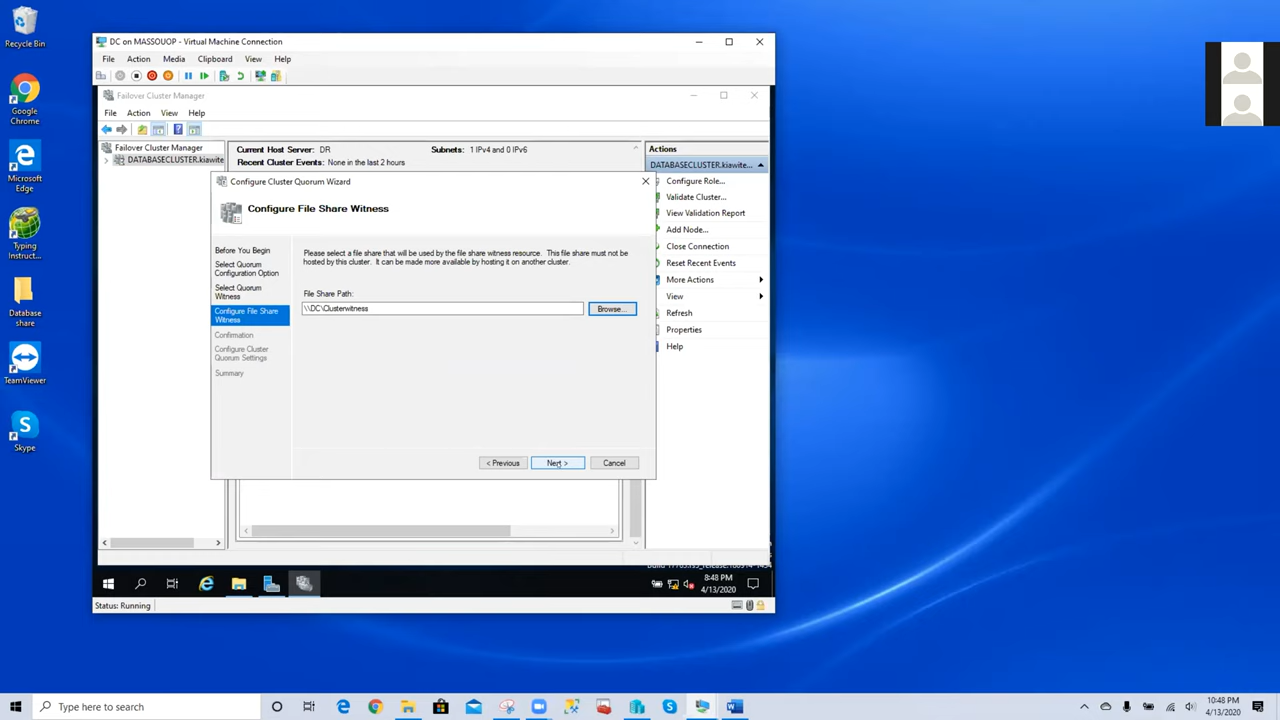 Recycle Bin
Google
Chrome
Microsoft
Edge
Typing
Instruct...
Database
share
TeamViewer
Skype
DC on MASSOUOP - Virtual Machine Connection
File Action Media Clipboard View Help
Failover Cluster Manager
File Action View Help
Failover Cluster Manager
DATABASECLUSTER.kiawite
Current Host Server: DR Subnets: 1 IPv4 and 0 IPv6
Recent Cluster Events: None in the last 2 hours
Configure Cluster Quorum Wizard
Configure File Share Witness
Before You Begin
Select Quorum
Configuration Option
Select Quorum
Witness
Configure File Share
Witness
Confirmation
Configure Cluster
Quorum Settings
Summary
Please select a file share that will be used by the file share witness resource. This file share must not be
hosted by this cluster. It can be made more available by hosting it on another cluster.
File Share Path:
\\DC\Clusterwitness
Browse...
< Previous Next > Cancel
Actions
DATABASECLUSTER.kiawite...
Configure Role...
Validate Cluster...
View Validation Report
Add Node...
Close Connection
Reset Recent Events
More Actions
View
Refresh
Properties
Help
8:48 PM
4/13/2020
Status: Running
Type here to search
10:48 PM
4/13/2020